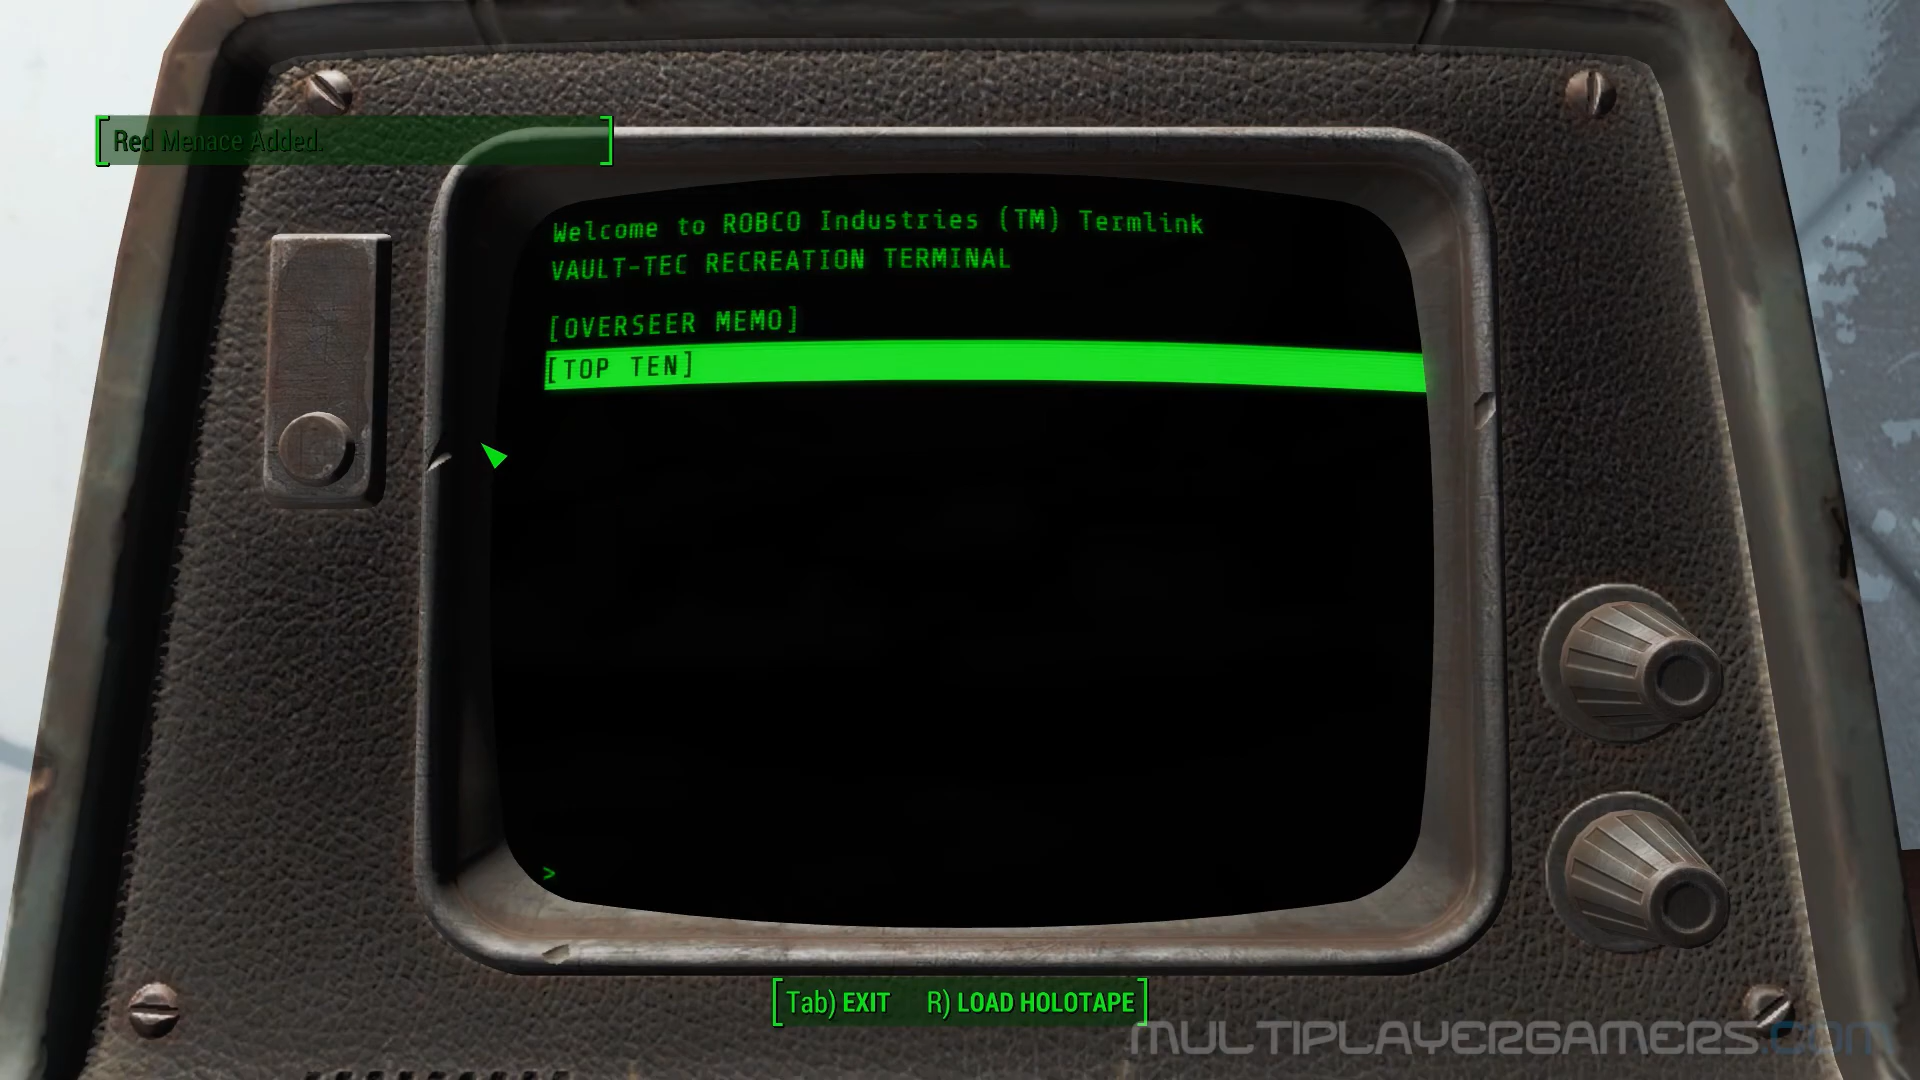 Red Menace Added.
Welcome to ROBCO Industries (TM) Termlink
VAULT-TEC RECREATION TERMINAL
[OVERSEER MEMO]
[TOP TEN]
>
Tab) EXIT R) LOAD HOLOTAPE
MULTIPLAYERGAMERS.COM